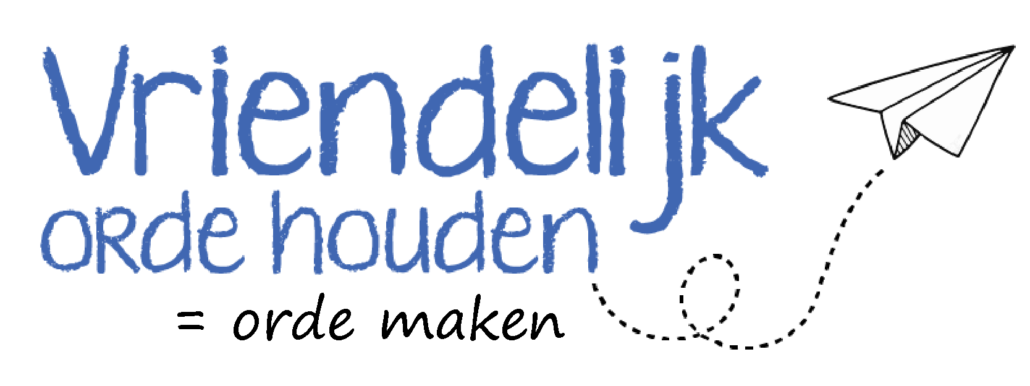 Vriendelijk
orde houden
= orde maken